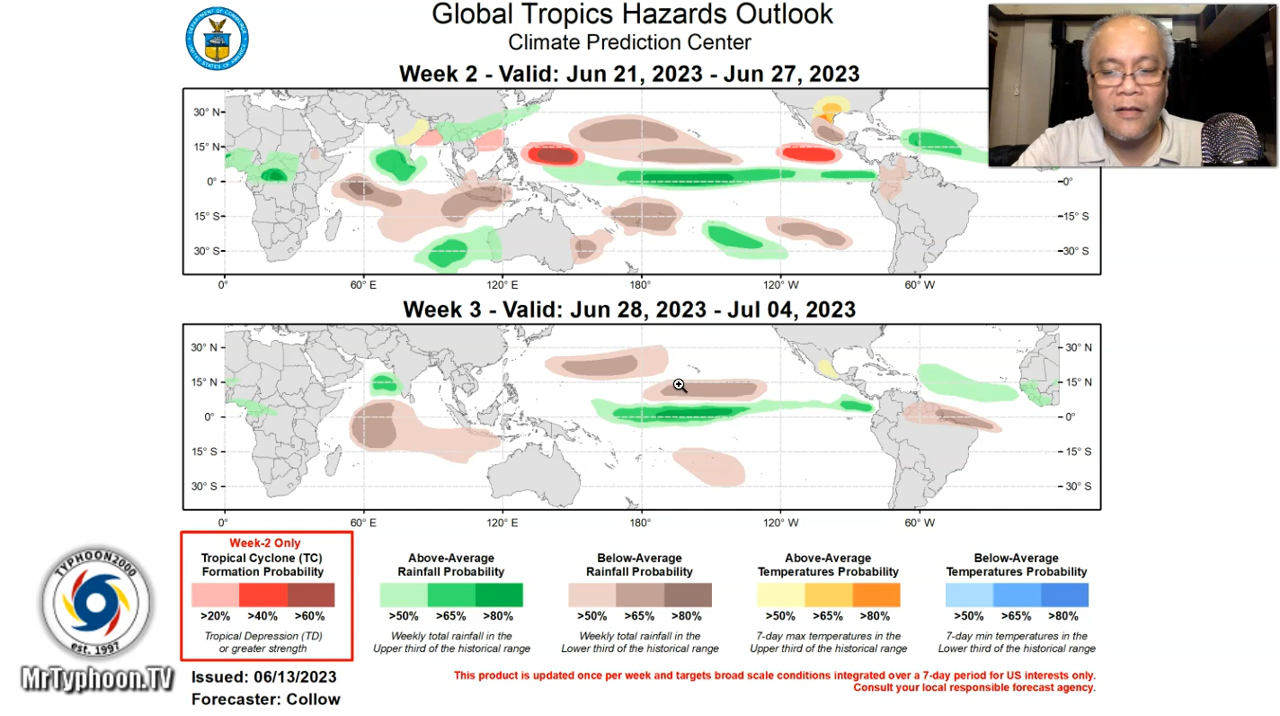 Global Tropics Hazards Outlook
Climate Prediction Center
Week 2 - Valid: Jun 21, 2023 - Jun 27, 2023
30° N
15° N
0°
15° S
30° S
0°
15° S
30° S
0° 60° E 120° E 180° 120° W 60° W
Week 3 - Valid: Jun 28, 2023 - Jul 04, 2023
30° N 30° N
15° N 15° N
0° 0°
15° S 15° S
30° S 30° S
0° 60° E 120° E 180° 120° W 60° W
Week-2 Only
Tropical Cyclone (TC)
Formation Probability
>20% >40% >60%
Tropical Depression (TD)
or greater strength
Above-Average
Rainfall Probability
>50% >65% >80%
Weekly total rainfall in the
Upper third of the historical range
Below-Average
Rainfall Probability
>50% >65% >80%
Weekly total rainfall in the
Lower third of the historical range
Above-Average
Temperatures Probability
>50% >65% >80%
7-day max temperatures in the
Upper third of the historical range
Below-Average
Temperatures Probability
>50% >65% >80%
7-day min temperatures in the
Lower third of the historical range
TYPHOON2000
est. 1997
MrTyphoon.TV
Issued: 06/13/2023
Forecaster: Collow
This product is updated once per week and targets broad scale conditions integrated over a 7-day period for US interests only.
Consult your local responsible forecast agency.